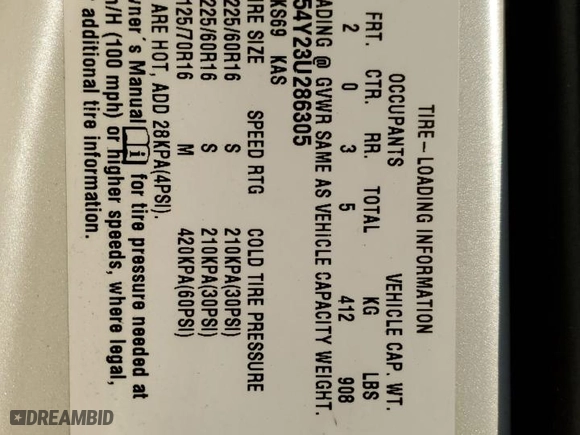 TIRE-LOADING INFORMATION
OCCUPANTS VEHICLE CAP. WT.
FRT. CTR. RR. TOTAL KG LBS
2 0 3 5 412 908
ADING @ GVWR SAME AS VEHICLE CAPACITY WEIGHT.
54Y23U286305
KS69 KAS
IRE SIZE SPEED RTG COLD TIRE PRESSURE
225/60R16 S 210KPA(30PSI)
225/60R16 S 210KPA(30PSI)
125/70R16 M 420KPA(60PSI)
ARE HOT, ADD 28KPA(4PSI).
ner's Manual for tire pressure needed at
/H (100 mph) or higher speeds, where legal,
additional tire information.
DREAMBID